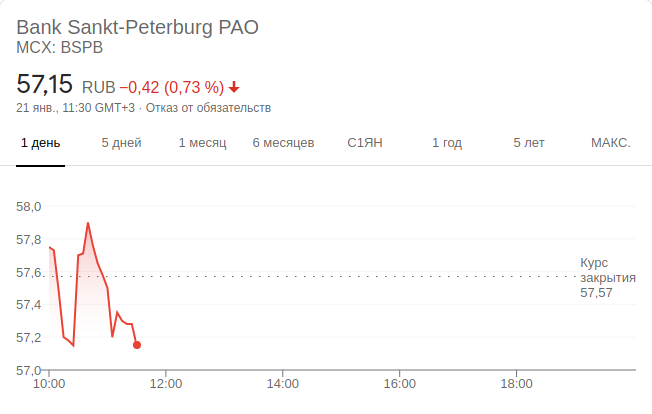 Bank Sankt-Peterburg PAO
MCX: BSPB
57,15 RUB −0,42 (0,73 %)
21 янв., 11:30 GMT+3 · Отказ от обязательств
1 день 5 дней 1 месяц 6 месяцев С1ЯН 1 год 5 лет МАКС.
58,0
57,8
57,6
57,4
57,2
57,0
Курс
закрытия
57,57
10:00 12:00 14:00 16:00 18:00